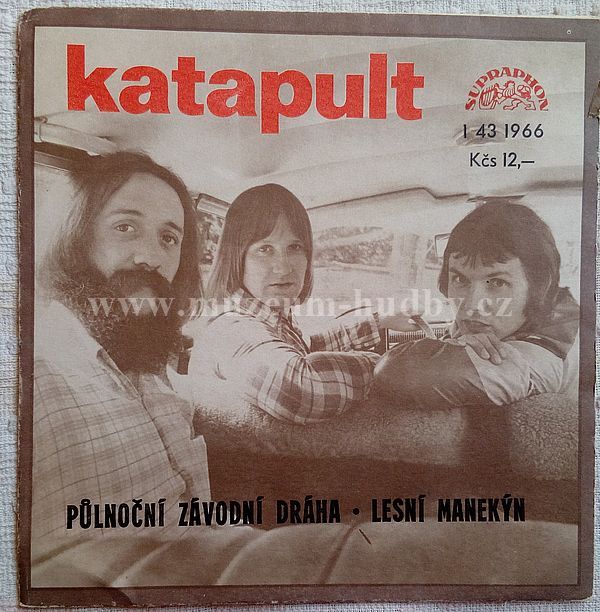 katapult
SUPRAPHON
1 43 1966
Kčs 12,–
www.muzeum-hudby.cz
PŮLNOČNÍ ZÁVODNÍ DRÁHA • LESNÍ MANEKÝN